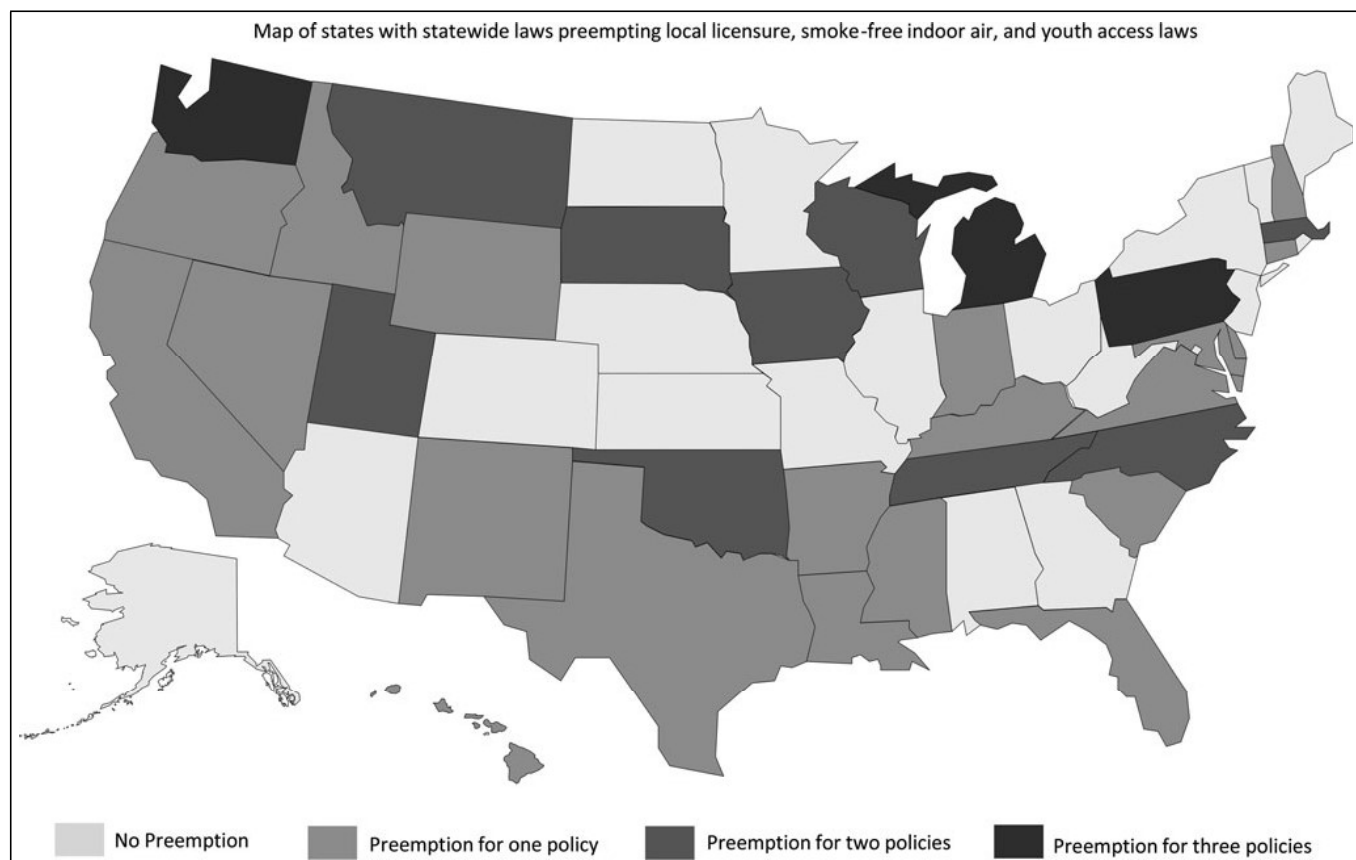 Map of states with statewide laws preempting local licensure, smoke-free indoor air, and youth access laws
No Preemption
Preemption for one policy
Preemption for two policies
Preemption for three policies